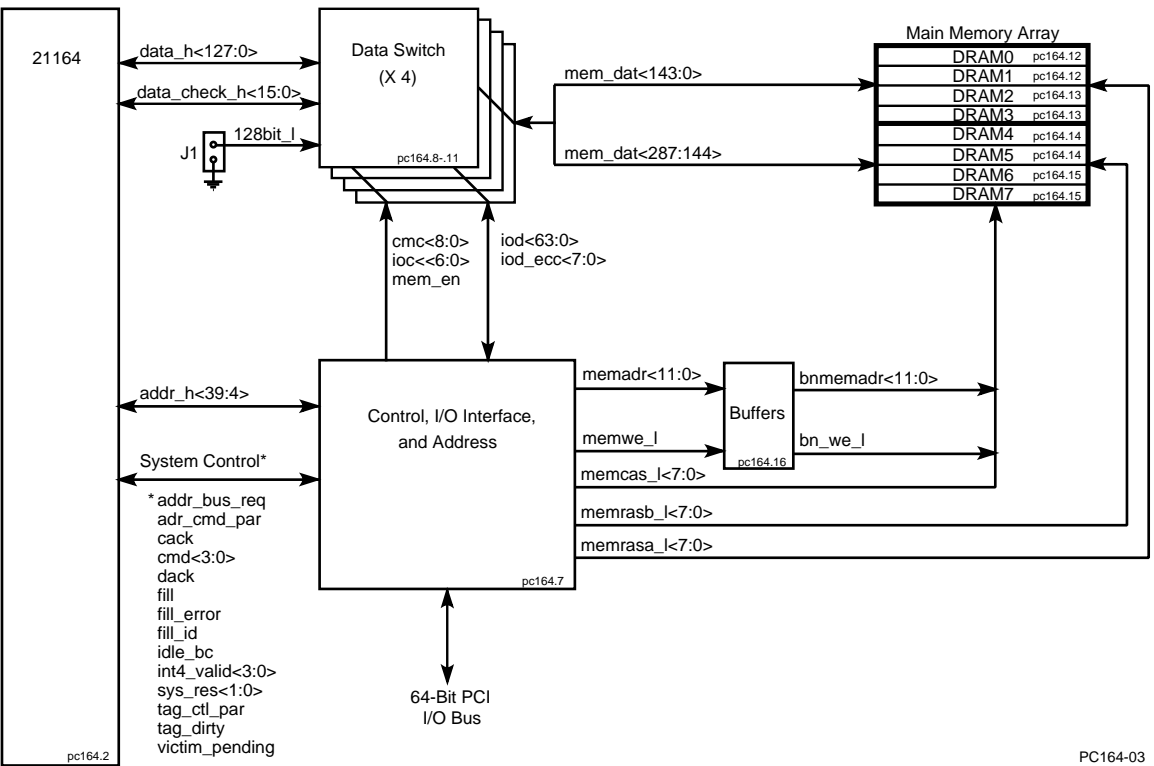 21164
data_h<127:0>
data_check_h<15:0>
128bit_l
J1
Data Switch
(X 4)
pc164.8-.11
mem_dat<143:0>
mem_dat<287:144>
Main Memory Array
DRAM0 pc164.12
DRAM1 pc164.12
DRAM2 pc164.13
DRAM3 pc164.13
DRAM4 pc164.14
DRAM5 pc164.14
DRAM6 pc164.15
DRAM7 pc164.15
cmc<8:0>
ioc<<6:0>
mem_en
iod<63:0>
iod_ecc<7:0>
addr_h<39:4>
System Control*
*addr_bus_req
adr_cmd_par
cack
cmd<3:0>
dack
fill
fill_error
fill_id
idle_bc
int4_valid<3:0>
sys_res<1:0>
tag_ctl_par
tag_dirty
victim_pending
pc164.2
Control, I/O Interface,
and Address
pc164.7
memadr<11:0>
memwe_l
Buffers
pc164.16
bnmemadr<11:0>
bn_we_l
memcas_l<7:0>
memrasb_l<7:0>
memrasa_l<7:0>
64-Bit PCI
I/O Bus
PC164-03